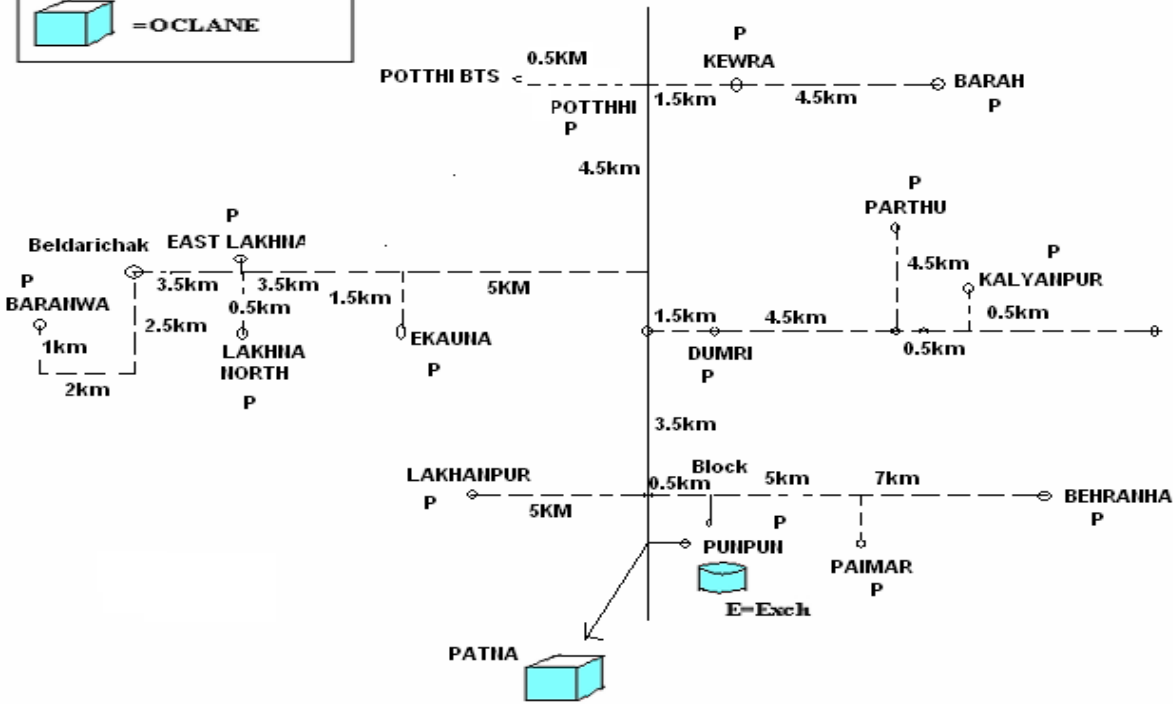 =OCLANE
P
0.5KM
KEWRA
POTTHI BTS
BARAH
1.5km
4.5km
POTTHHI
P
P
4.5km
P
PARTHU
P
EAST LAKHNA
Beldarichak
P
P
BARANWA
3.5km
3.5km
5KM
4.5km
KALYANPUR
1.5km
0.5km
2.5km
1.5km
4.5km
0.5km
1km
LAKHNA
NORTH
EKAUNA
DUMRI
0.5km
P
P
2km
P
3.5km
LAKHANPUR
Block
0.5km
5km
7km
P
5KM
BEHRANHA
P
P
PUNPUN
PAIMAR
P
E=Exch
PATNA